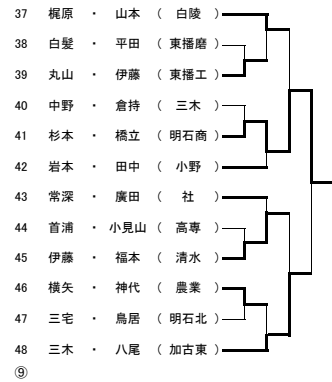 37 梶原 ・ 山本 （ 白陵 ）
38 白髪 ・ 平田 （ 東播磨 ）
39 丸山 ・ 伊藤 （ 東播工 ）
40 中野 ・ 倉持 （ 三木 ）
41 杉本 ・ 橋立 （ 明石商 ）
42 岩本 ・ 田中 （ 小野 ）
43 常深 ・ 廣田 （ 社 ）
44 首浦 ・ 小見山 （ 高専 ）
45 伊藤 ・ 福本 （ 清水 ）
46 横矢 ・ 神代 （ 農業 ）
47 三宅 ・ 鳥居 （ 明石北 ）
48 三木 ・ 八尾 （ 加古東 ）
⑨